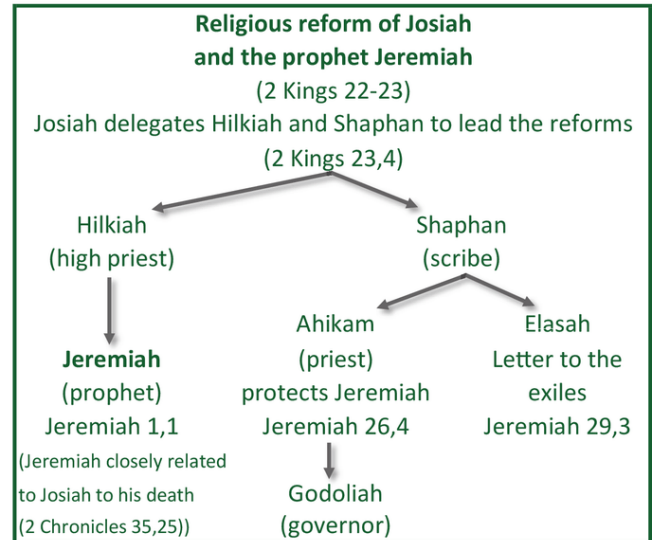 Religious reform of Josiah
and the prophet Jeremiah
(2 Kings 22-23)
Josiah delegates Hilkiah and Shaphan to lead the reforms
(2 Kings 23,4)
Hilkiah
(high priest)
Shaphan
(scribe)
Jeremiah
(prophet)
Jeremiah 1,1
(Jeremiah closely related
to Josiah to his death
(2 Chronicles 35,25))
Ahikam
(priest)
protects Jeremiah
Jeremiah 26,4
Godoliah
(governor)
Elasah
Letter to the
exiles
Jeremiah 29,3